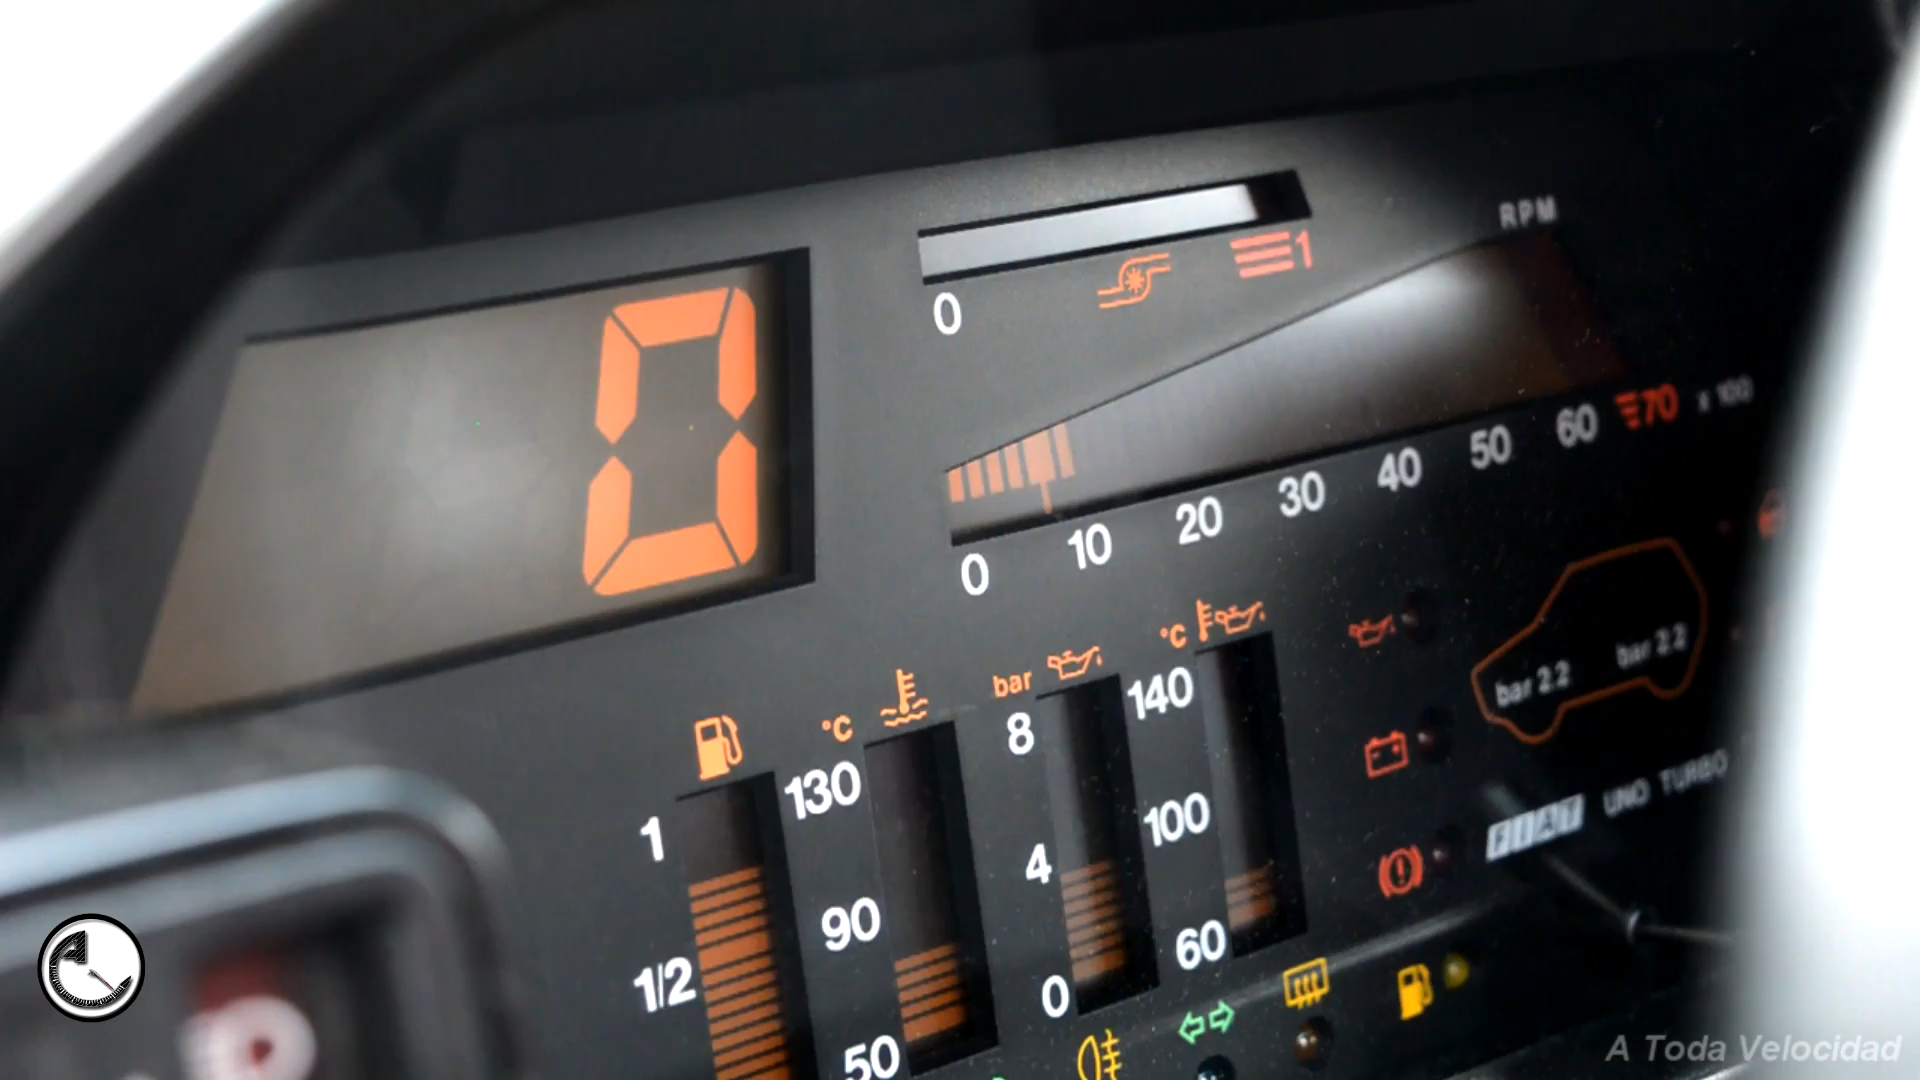 0
0
1
RPM
0 10 20 30 40 50 60 70 x 100
1
1/2
°C
130
90
50
bar
8
4
0
°C
140
100
60
bar 2.2
bar 2.2
FIAT UNO TURBO
A Toda Velocidad